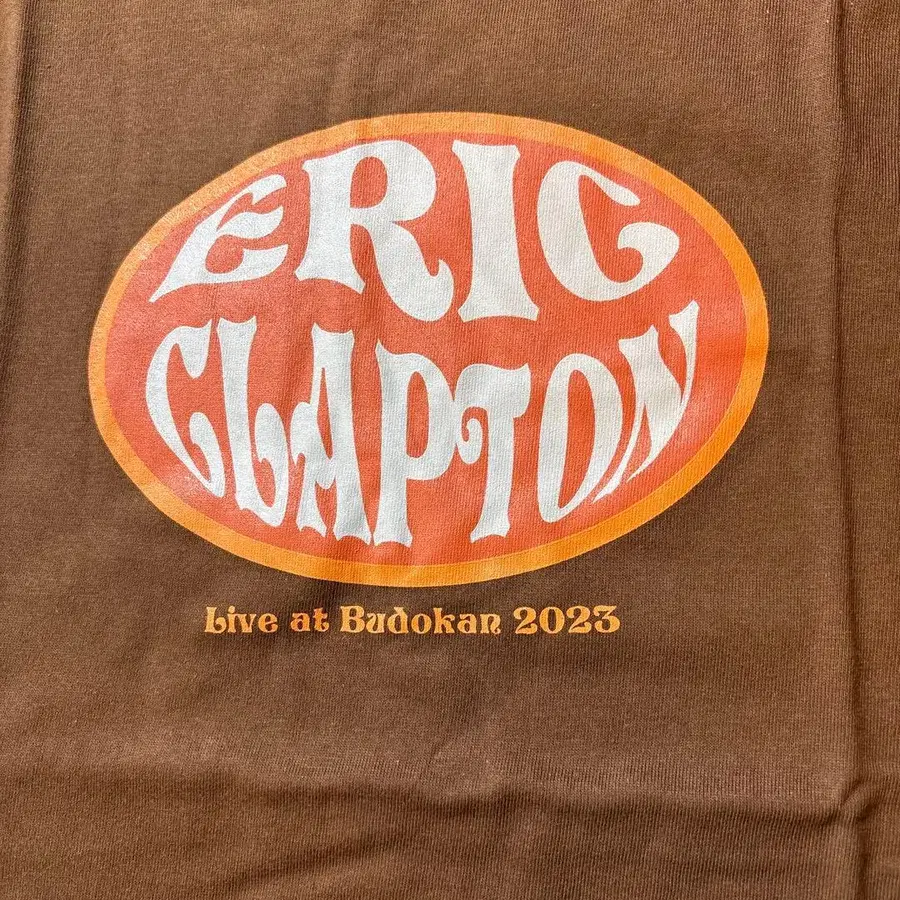 ERIC
CLAPTON
Live at Budokan 2023